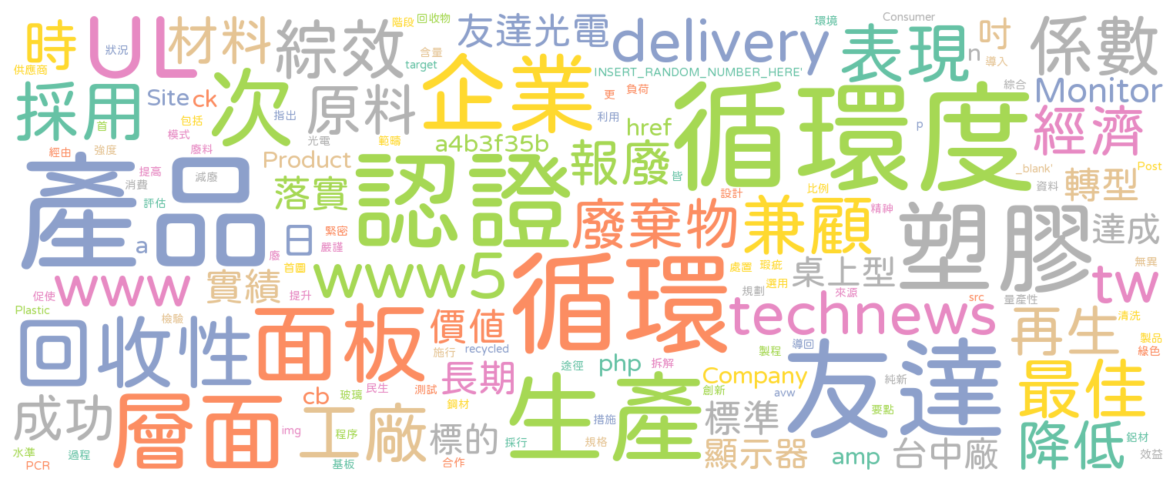 時 UL 材料 綜效 階段 回收物 友達光電 delivery 環境 Consumer 表現 n 吋 係數
供應商 狀況 target 含量 INSERT_RANDOM_NUMBER_HERE' 導入
採用 Site ck 次 原料 企業 更 負荷 利用 綜合 Monitor
首 包括 指出 光電 範疇 a4b3f35b href 循環度 p 經濟
模式 廢料 經由 強度 Product 報廢 皆 _blank' Post
產品 提高 消費 減廢 落實 認證 設計 比例 資料 轉型
評估 a 日 緊密 嚴謹 廢棄物 兼顧 精神 塑膠 達成
廢 首圈 www5 處置 瑕疵 桌上型 無異
促使 www 實績 提升 循環 規劃 選用 來源 量產性 tw
Plastic 檢驗 面板 價值 technews src 再生 清洗
回收性 施行 recycled 製程 導回 友達 製品 綠色
玻璃 民生 測試 長期 途徑 php 拆解 Company 創新 純新 最佳
成功 層面 cb 工廠 鋼材 生產 措施 標準 avw 要點
水準 過程 img 程序 標的 採行 規格 顯示器 amp 台中廠 降低 鋁材
PCR 基板 合作 效益